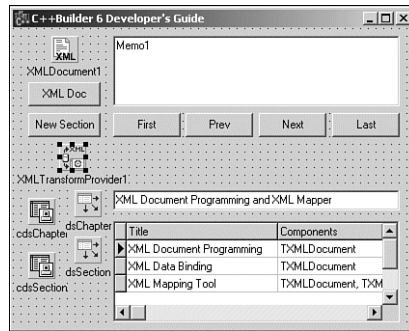 C++Builder 6 Developer's Guide
XML
XMLDocument1
Memo1
XML Doc
New Section
First
Prev
Next
Last
XML
XMLTransformProvider1
XML Document Programming and XML Mapper
cdsChapter
dsChapter
Title
Components
XML Document Programming
TXMLDocument
XML Data Binding
TXMLDocument
XML Mapping Tool
TXMLDocument, TXM
dsSection
cdsSection